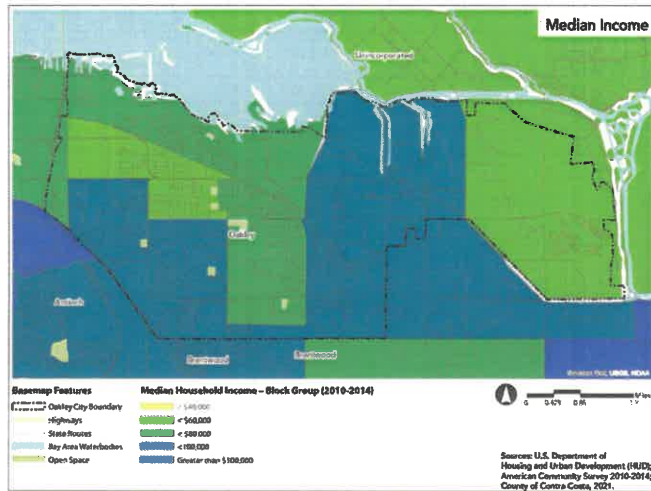 Median Income
Unincorporated
Oakley
Antioch
Brentwood
Brentwood
Basemap Features
Oakley City Boundary
Highways
State Routes
Bay Area Waterbodies
Open Space
Median Household Income – Block Group (2010-2014)
< $40,000
< $60,000
< $80,000
<100,000
Greater than $100,000
Miles
0
Sources: U.S. Department of
Housing and Urban Development (HUD);
American Community Survey 2010-2014;
County of Contra Costa, 2021.